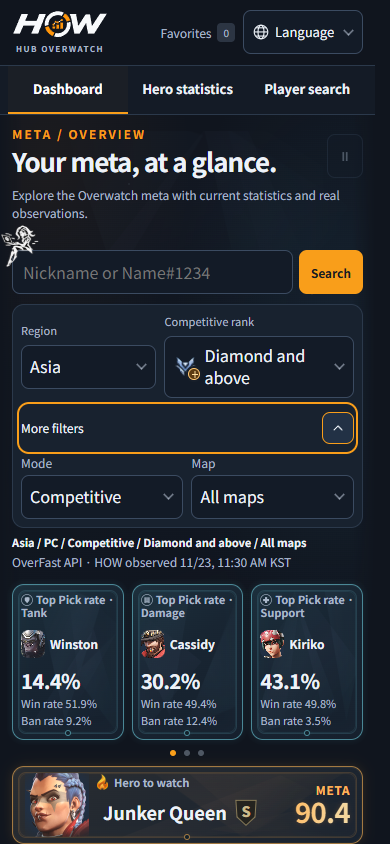 HOW
HUB OVERWATCH
Favorites 0
Language
Dashboard Hero statistics Player search
META / OVERVIEW
Your meta, at a glance.
Explore the Overwatch meta with current statistics and real
observations.
Nickname or Name#1234
Search
Region
Asia
Competitive rank
Diamond and
above
More filters
Mode
Competitive
Map
All maps
Asia / PC / Competitive / Diamond and above / All maps
OverFast API · HOW observed 11/23, 11:30 AM KST
Top Pick rate ·
Tank
Winston
14.4%
Win rate 51.9%
Ban rate 9.2%
Top Pick rate ·
Damage
Cassidy
30.2%
Win rate 49.4%
Ban rate 12.4%
Top Pick rate ·
Support
Kiriko
43.1%
Win rate 49.8%
Ban rate 3.5%
Hero to watch
Junker Queen S
META
90.4